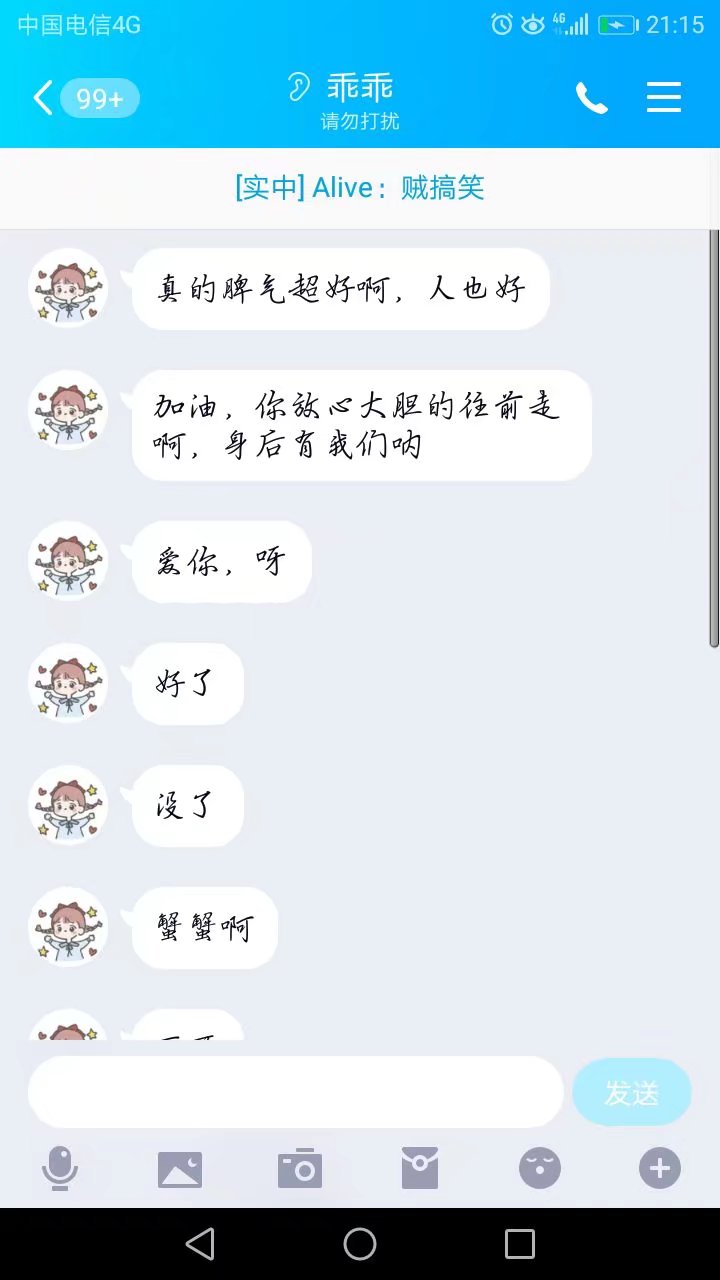 中国电信4G
4G
21:15
99+
乖乖
请勿打扰
[实中] Alive：贼搞笑
真的脾气超好啊，人也好
加油，你放心大胆的往前走
啊，身后有我们呐
爱你，呀
好了
没了
蟹蟹啊
发送